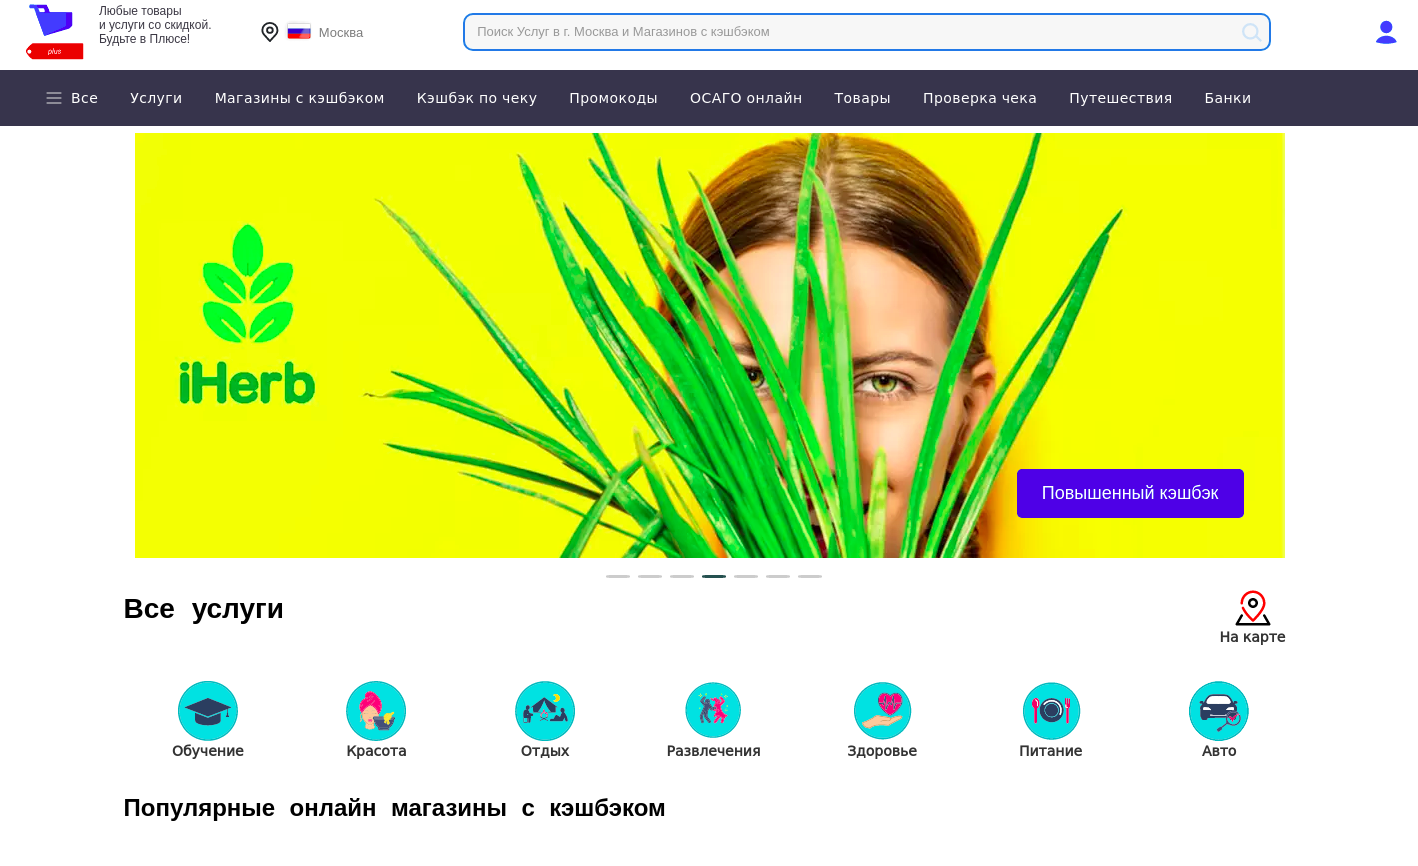 Любые товары
и услуги со скидкой.
Будьте в Плюсе!
plus
Москва
Поиск Услуг в г. Москва и Магазинов с кэшбэком
Все Услуги Магазины с кэшбэком Кэшбэк по чеку Промокоды ОСАГО онлайн Товары Проверка чека Путешествия Банки
iHerb
Повышенный кэшбэк
Все услуги
На карте
Обучение Красота Отдых Развлечения Здоровье Питание Авто
Популярные онлайн магазины с кэшбэком